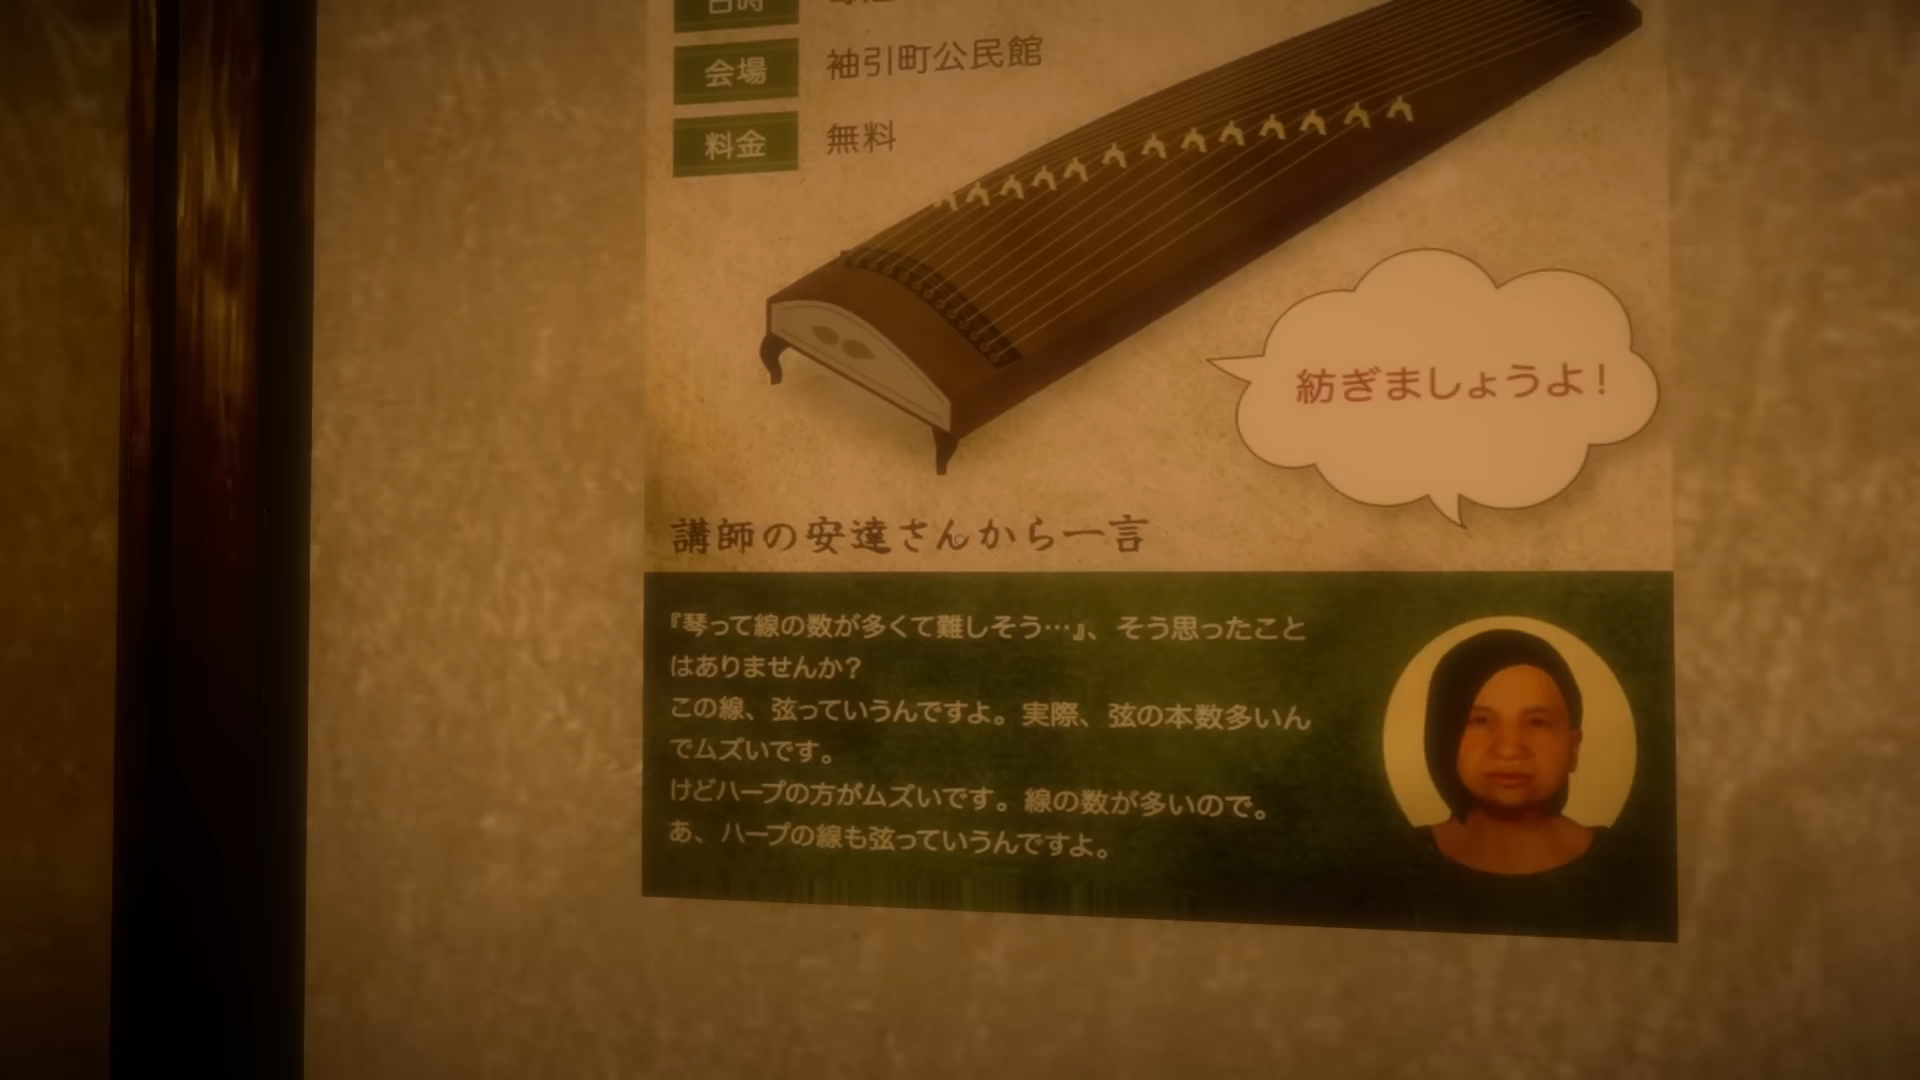 日時
会場 袖引町公民館
料金 無料
紡ぎましょうよ！
講師の安達さんから一言
『琴って線の数が多くて難しそう…』、そう思ったこと
はありませんか？
この線、弦っていうんですよ。実際、弦の本数多いん
でムズいです。
けどハープの方がムズいです。線の数が多いので。
あ、ハープの線も弦っていうんですよ。